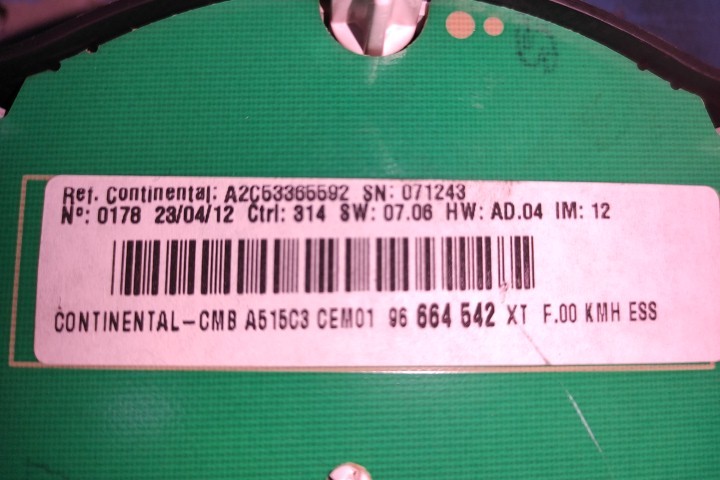 Ref. Continental: A2C53365592 SN: 071243
Nº: 0178 23/04/12 Ctrl: 314 SW: 07.06 HW: AD.04 IM: 12
CONTINENTAL-CMB A515C3 CEM01 96 664 542 XT F.00 KMH ESS